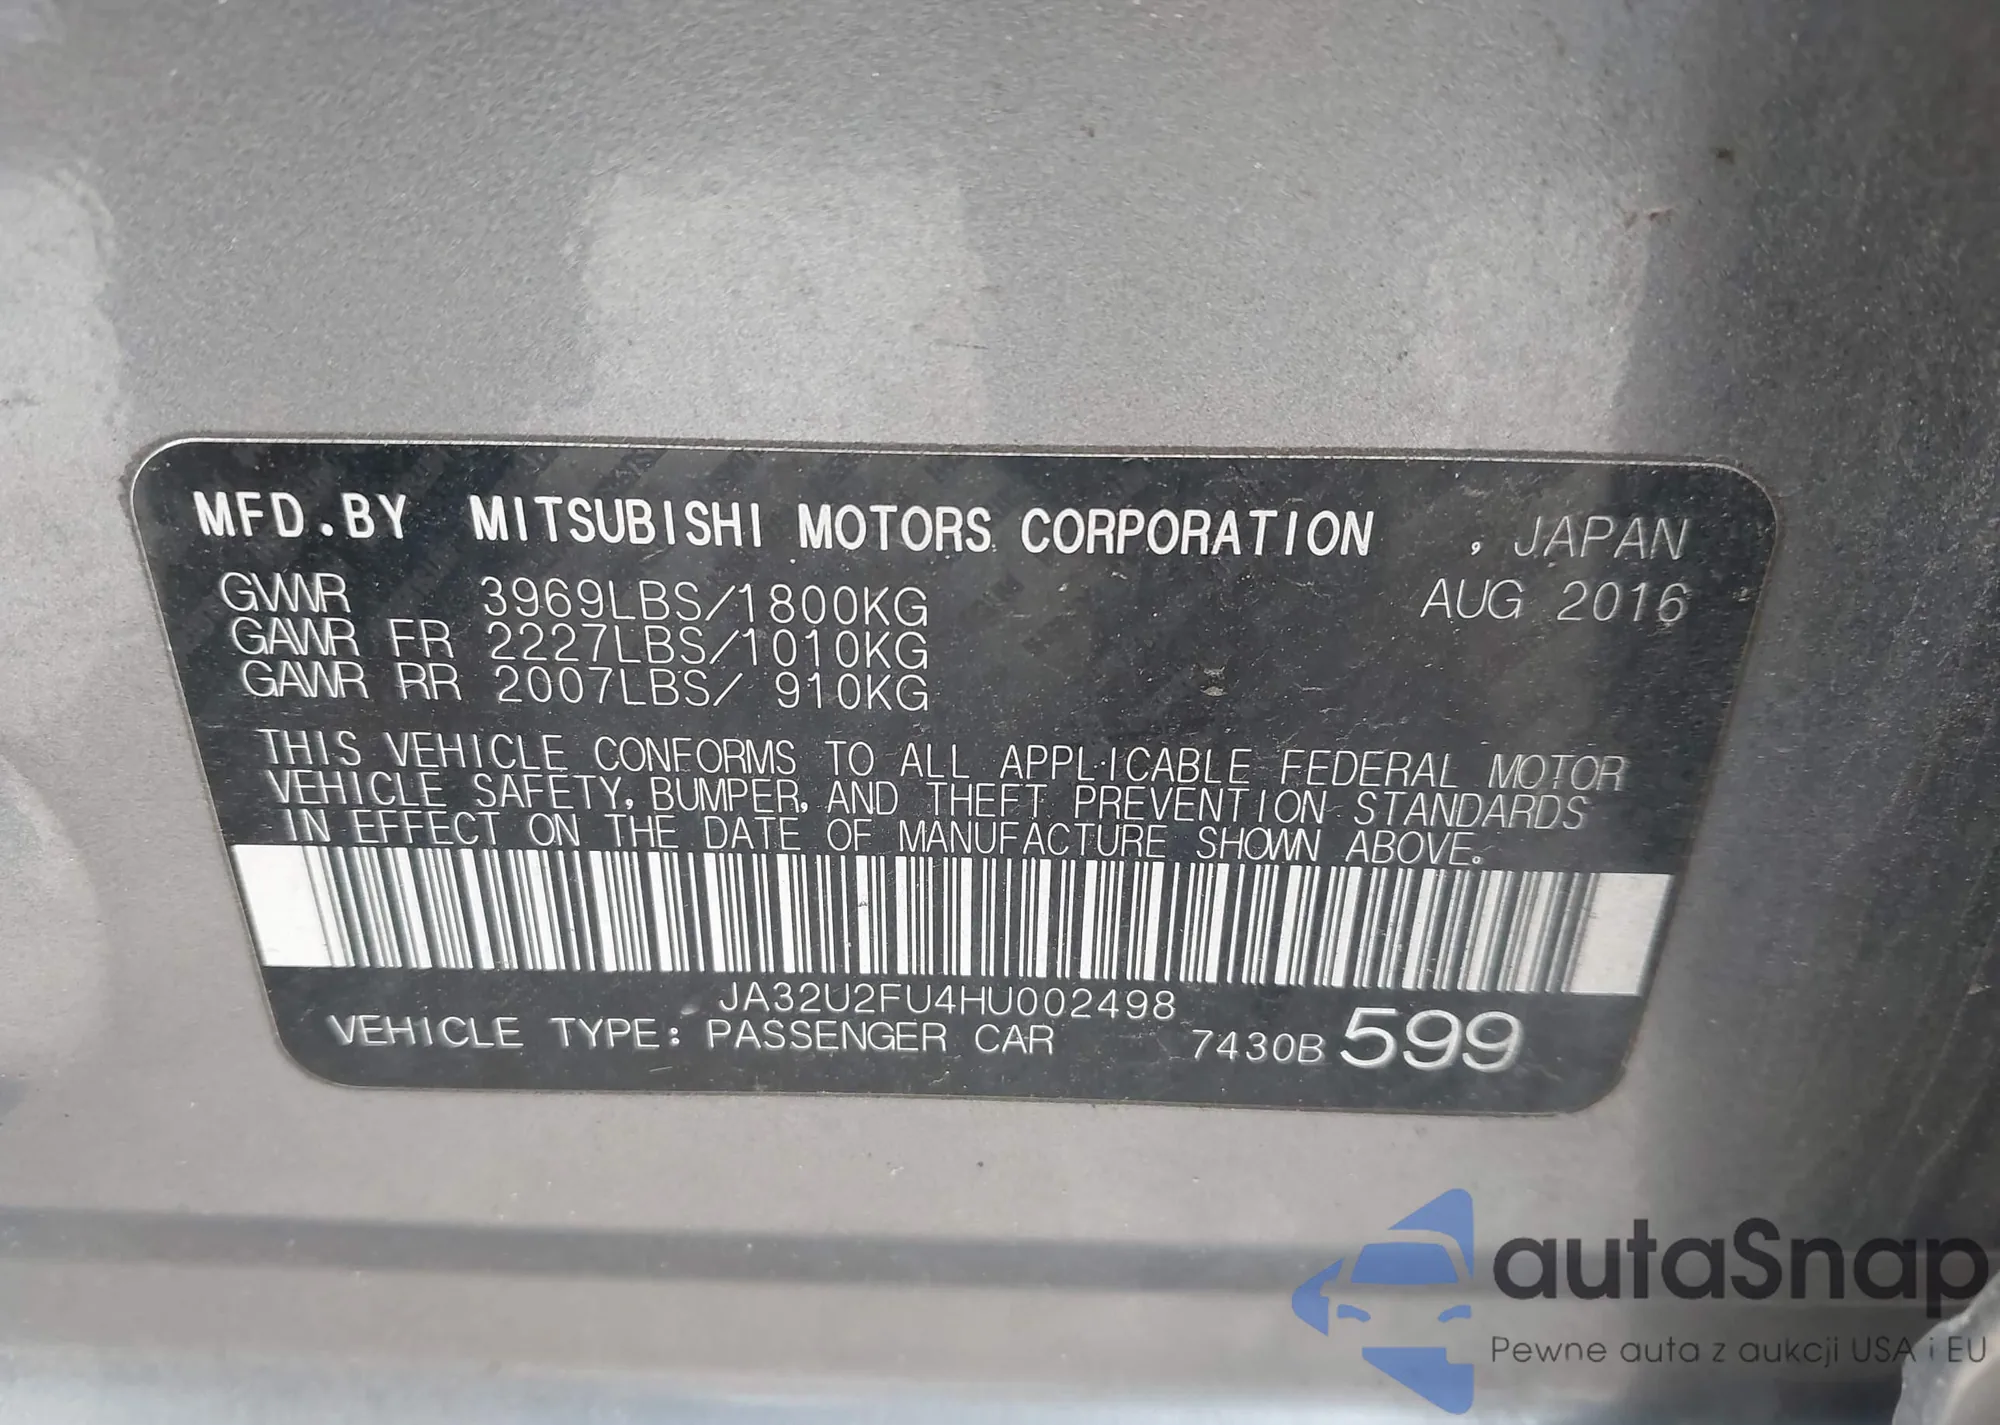 MFD.BY MITSUBISHI MOTORS CORPORATION , JAPAN
GVWR 3969LBS/1800KG AUG 2016
GAWR FR 2227LBS/1010KG
GAWR RR 2007LBS/ 910KG
THIS VEHICLE CONFORMS TO ALL APPLICABLE FEDERAL MOTOR
VEHICLE SAFETY, BUMPER, AND THEFT PREVENTION STANDARDS
IN EFFECT ON THE DATE OF MANUFACTURE SHOWN ABOVE.
JA32U2FU4HU002498
VEHICLE TYPE: PASSENGER CAR 7430B 599
autaSnap
Pewne auta z aukcji USA i EU